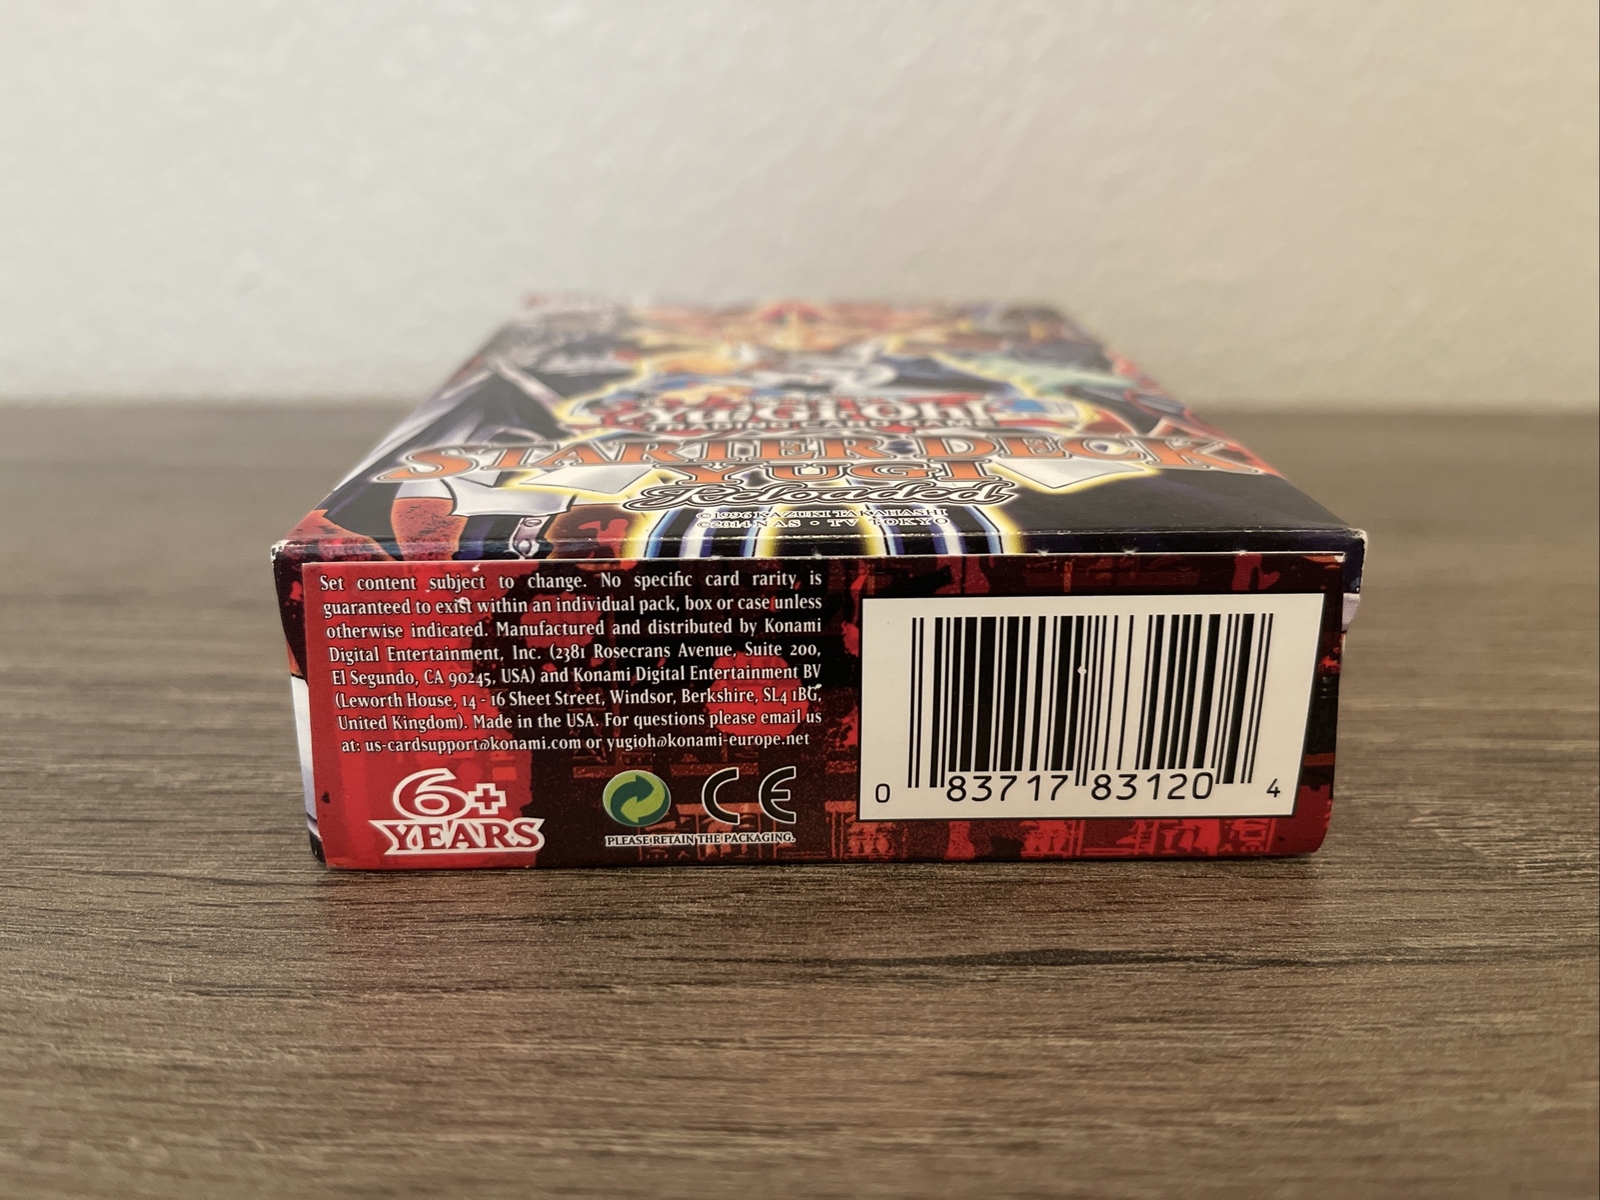 Yu-Gi-Oh!
TRADING CARD GAME
STARTER DECK
YUGI
Reloaded
©1996 KAZUKI TAKAHASHI
©2014 NAS • TV TOKYO
Set content subject to change. No specific card rarity is
guaranteed to exist within an individual pack, box or case unless
otherwise indicated. Manufactured and distributed by Konami
Digital Entertainment, Inc. (2381 Rosecrans Avenue, Suite 200,
El Segundo, CA 90245, USA) and Konami Digital Entertainment BV
(Leworth House, 14 - 16 Sheet Street, Windsor, Berkshire, SL4 1BG,
United Kingdom). Made in the USA. For questions please email us
at: us-cardsupport@konami.com or yugioh@konami-europe.net
6+
YEARS
CE
PLEASE RETAIN THE PACKAGING.
0 83717 83120 4